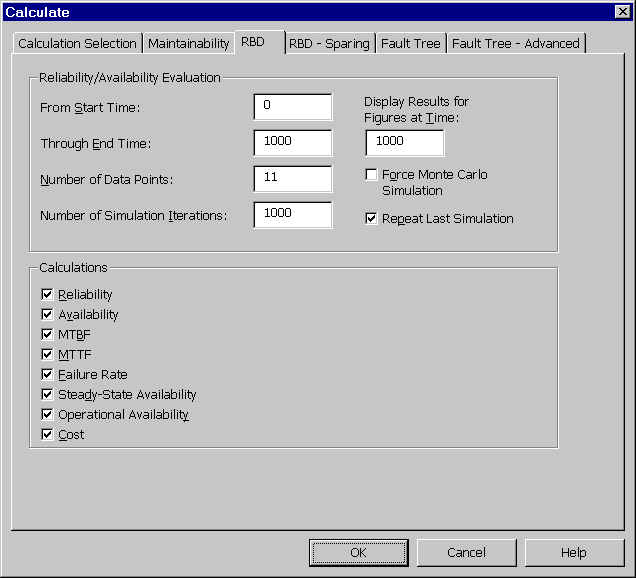 Calculate
Calculation Selection Maintainability RBD RBD - Sparing Fault Tree Fault Tree - Advanced
Reliability/Availability Evaluation
From Start Time: 0
Display Results for
Figures at Time:
Through End Time: 1000 1000
Number of Data Points: 11
Force Monte Carlo
Simulation
Number of Simulation Iterations: 1000
Repeat Last Simulation
Calculations
Reliability
Availability
MTBF
MTTF
Failure Rate
Steady-State Availability
Operational Availability
Cost
OK Cancel Help